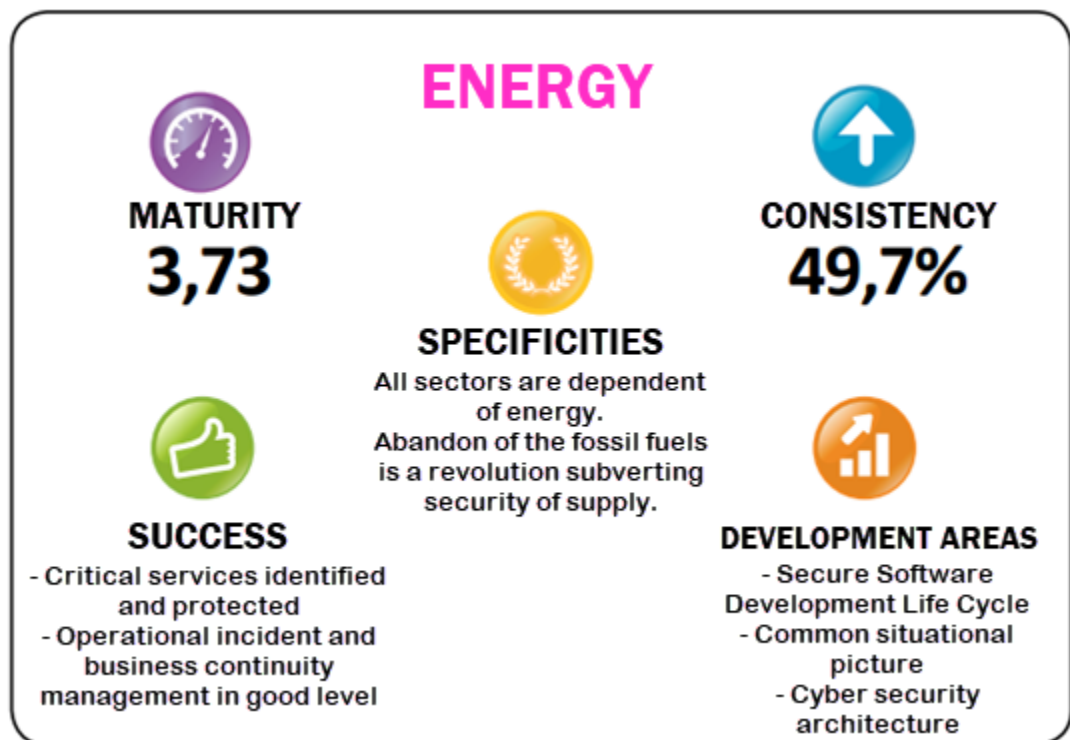 ENERGY
MATURITY
3,73
CONSISTENCY
49,7%
SPECIFICITIES
All sectors are dependent
of energy.
Abandon of the fossil fuels
is a revolution subverting
security of supply.
SUCCESS
- Critical services identified
and protected
- Operational incident and
business continuity
management in good level
DEVELOPMENT AREAS
- Secure Software
Development Life Cycle
- Common situational
picture
- Cyber security
architecture